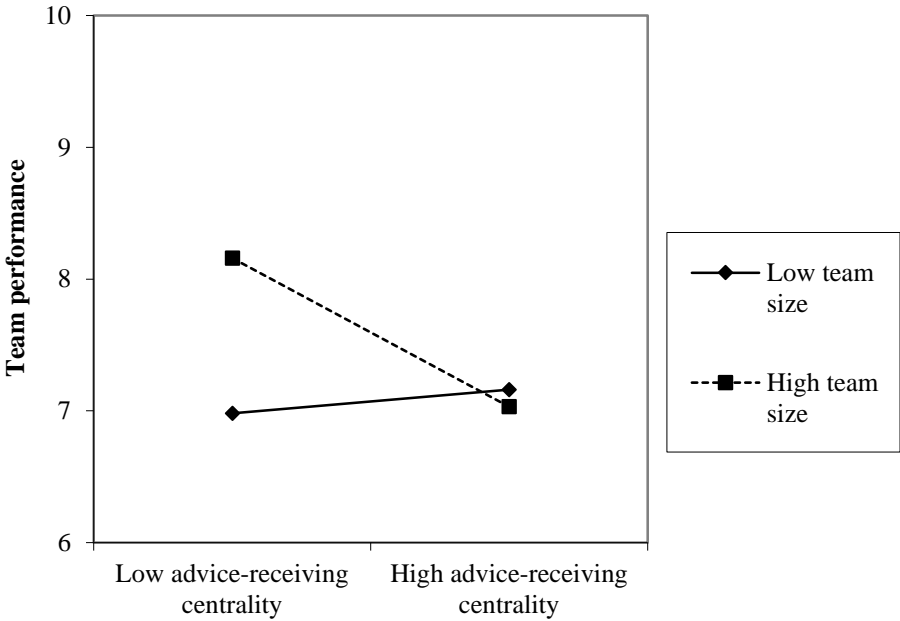 Team performance
10
9
8
7
6
Low advice-receiving
centrality
High advice-receiving
centrality
Low team
size
High team
size